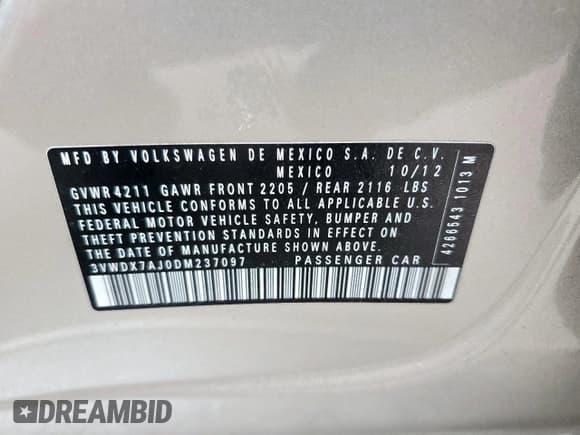 MFD BY VOLKSWAGEN DE MEXICO S.A. DE C.V.
MEXICO 10/12
GVWR 4211 GAWR FRONT 2205 / REAR 2116 LBS
THIS VEHICLE CONFORMS TO ALL APPLICABLE U.S.
FEDERAL MOTOR VEHICLE SAFETY, BUMPER AND
THEFT PREVENTION STANDARDS IN EFFECT ON
THE DATE OF MANUFACTURE SHOWN ABOVE.
3VWDX7AJ0DM237097 PASSENGER CAR
4266643 1013 M
DREAMBID